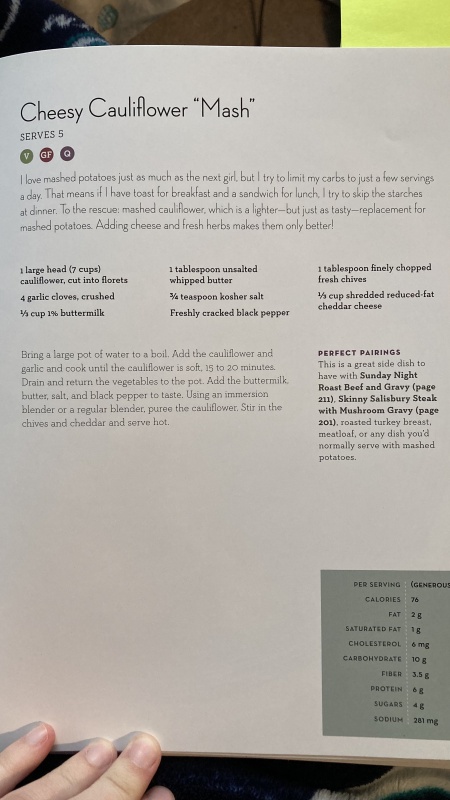 Cheesy Cauliflower “Mash”
SERVES 5
V GF Q
I love mashed potatoes just as much as the next girl, but I try to limit my carbs to just a few servings
a day. That means if I have toast for breakfast and a sandwich for lunch, I try to skip the starches
at dinner. To the rescue: mashed cauliflower, which is a lighter—but just as tasty—replacement for
mashed potatoes. Adding cheese and fresh herbs makes them only better!
1 large head (7 cups)
cauliflower, cut into florets
4 garlic cloves, crushed
⅓ cup 1% buttermilk
1 tablespoon unsalted
whipped butter
¾ teaspoon kosher salt
Freshly cracked black pepper
1 tablespoon finely chopped
fresh chives
⅓ cup shredded reduced-fat
cheddar cheese
Bring a large pot of water to a boil. Add the cauliflower and
garlic and cook until the cauliflower is soft, 15 to 20 minutes.
Drain and return the vegetables to the pot. Add the buttermilk,
butter, salt, and black pepper to taste. Using an immersion
blender or a regular blender, puree the cauliflower. Stir in the
chives and cheddar and serve hot.
PERFECT PAIRINGS
This is a great side dish to
have with Sunday Night
Roast Beef and Gravy (page
211), Skinny Salisbury Steak
with Mushroom Gravy (page
201), roasted turkey breast,
meatloaf, or any dish you’d
normally serve with mashed
potatoes.
PER SERVING (GENEROUS
CALORIES 76
FAT 2 g
SATURATED FAT 1 g
CHOLESTEROL 6 mg
CARBOHYDRATE 10 g
FIBER 3.5 g
PROTEIN 6 g
SUGARS 4 g
SODIUM 281 mg